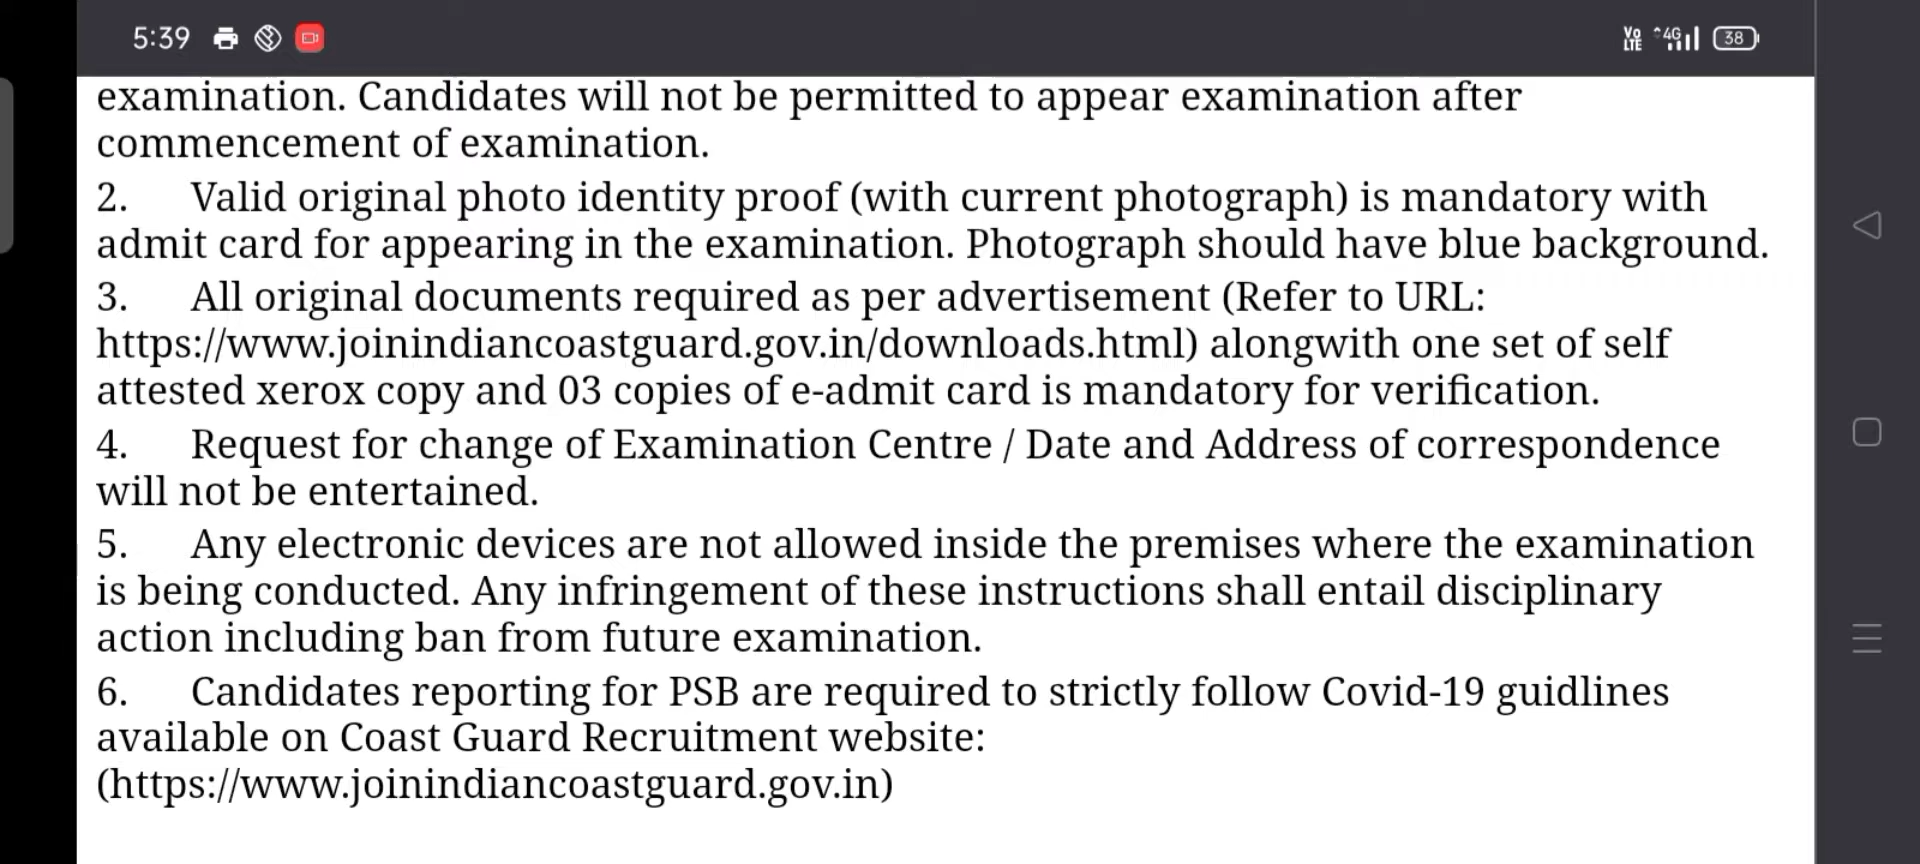 5:39
Vo LTE 4G 38
examination. Candidates will not be permitted to appear examination after
commencement of examination.
2. Valid original photo identity proof (with current photograph) is mandatory with
admit card for appearing in the examination. Photograph should have blue background.
3. All original documents required as per advertisement (Refer to URL:
https://www.joinindiancoastguard.gov.in/downloads.html) alongwith one set of self
attested xerox copy and 03 copies of e-admit card is mandatory for verification.
4. Request for change of Examination Centre / Date and Address of correspondence
will not be entertained.
5. Any electronic devices are not allowed inside the premises where the examination
is being conducted. Any infringement of these instructions shall entail disciplinary
action including ban from future examination.
6. Candidates reporting for PSB are required to strictly follow Covid-19 guidlines
available on Coast Guard Recruitment website:
(https://www.joinindiancoastguard.gov.in)